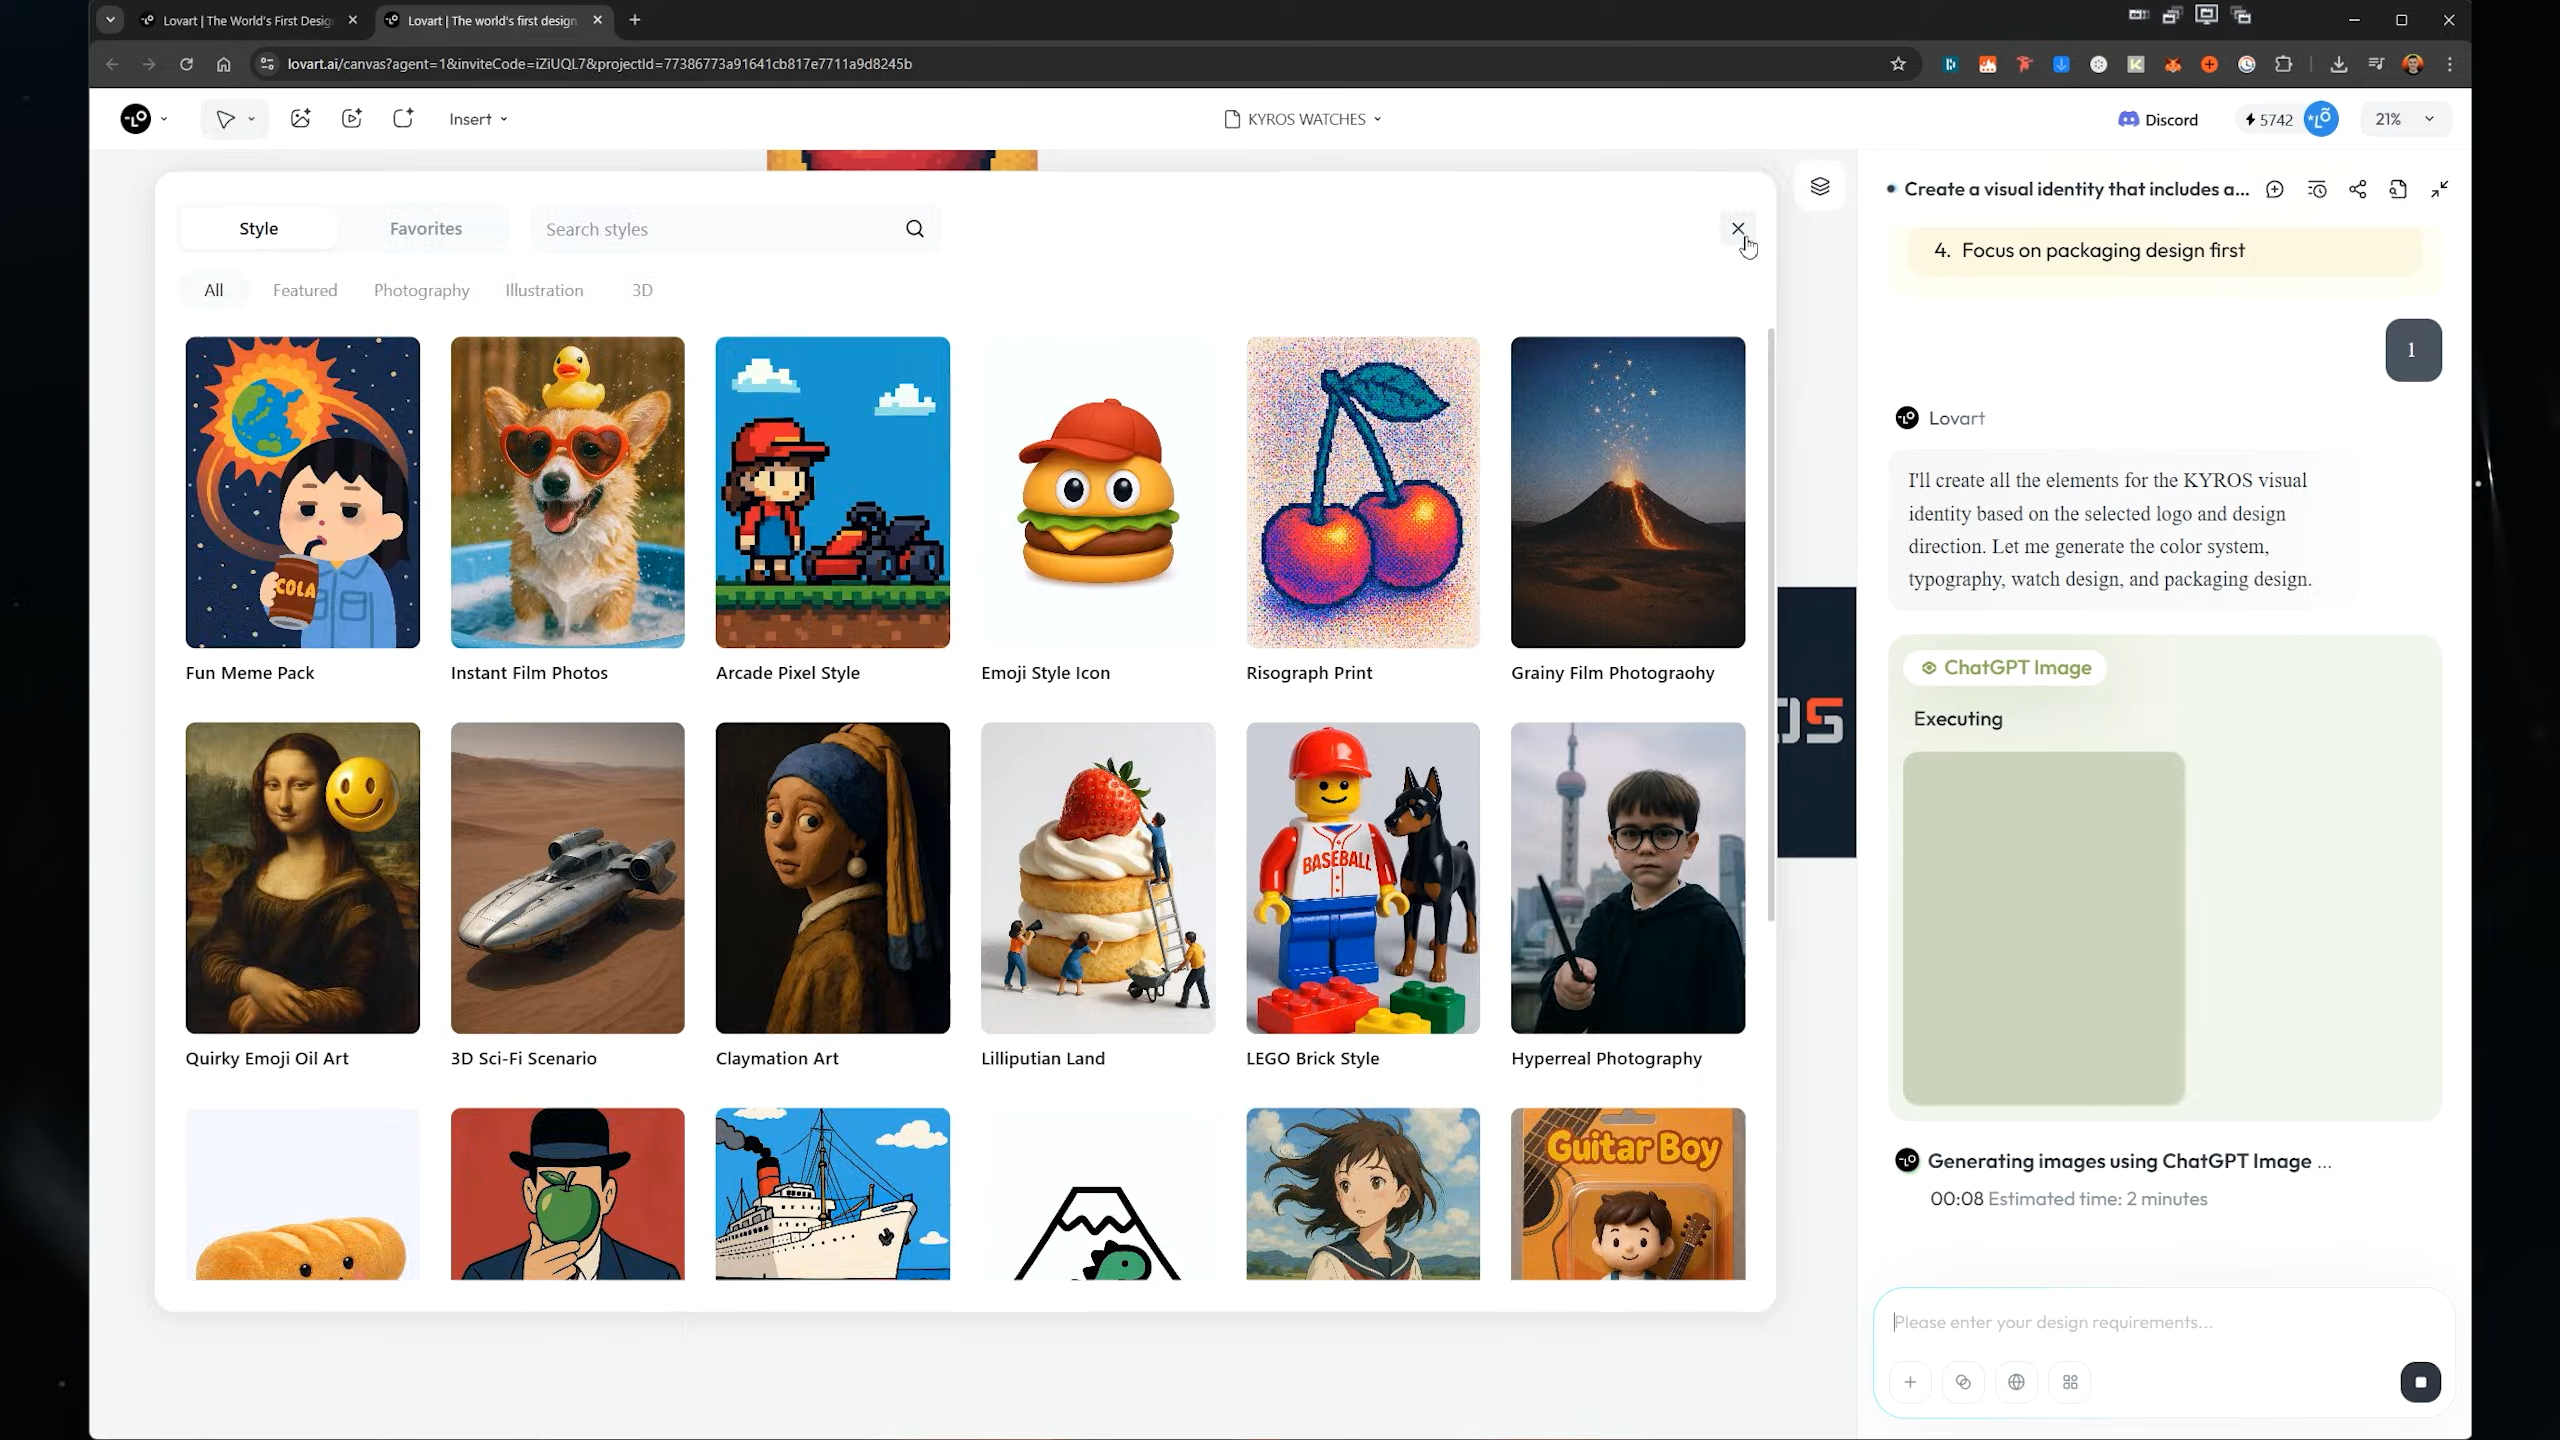 Lovart | The World's First Desig
Lovart | The world's first design
lovart.ai/canvas?agent=1&inviteCode=iZiUQL7&projectId=77386773a91641cb817e7711a9d8245b
Insert
KYROS WATCHES
Discord
5742
21%
Style
Favorites
Search styles
All
Featured
Photography
Illustration
3D
COLA
Fun Meme Pack
Instant Film Photos
Arcade Pixel Style
Emoji Style Icon
Risograph Print
Grainy Film Photograohy
BASEBALL
Quirky Emoji Oil Art
3D Sci-Fi Scenario
Claymation Art
Lilliputian Land
LEGO Brick Style
Hyperreal Photography
Guitar Boy
OS
Create a visual identity that includes a...
4. Focus on packaging design first
1
Lovart
I'll create all the elements for the KYROS visual
identity based on the selected logo and design
direction. Let me generate the color system,
typography, watch design, and packaging design.
ChatGPT Image
Executing
Generating images using ChatGPT Image ...
00:08 Estimated time: 2 minutes
Please enter your design requirements...